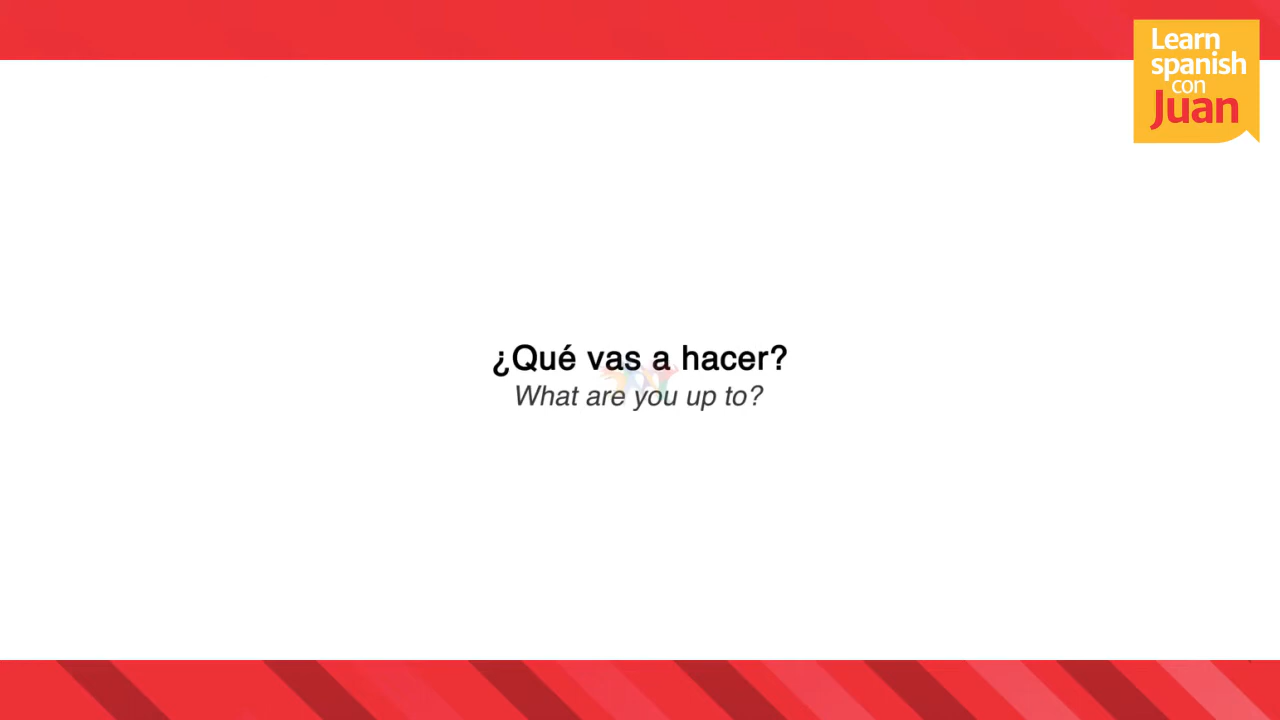 Learn
spanish
con
Juan
¿Qué vas a hacer?
What are you up to?